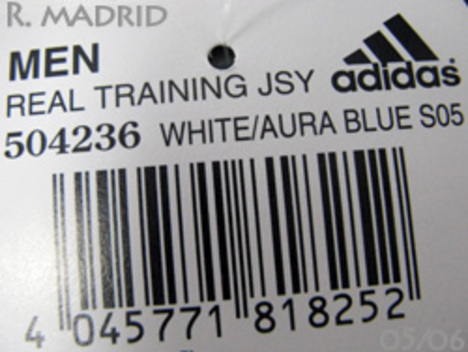 R. MADRID
MEN
adidas
REAL TRAINING JSY
504236 WHITE/AURA BLUE S05
4 045771 818252
05/06